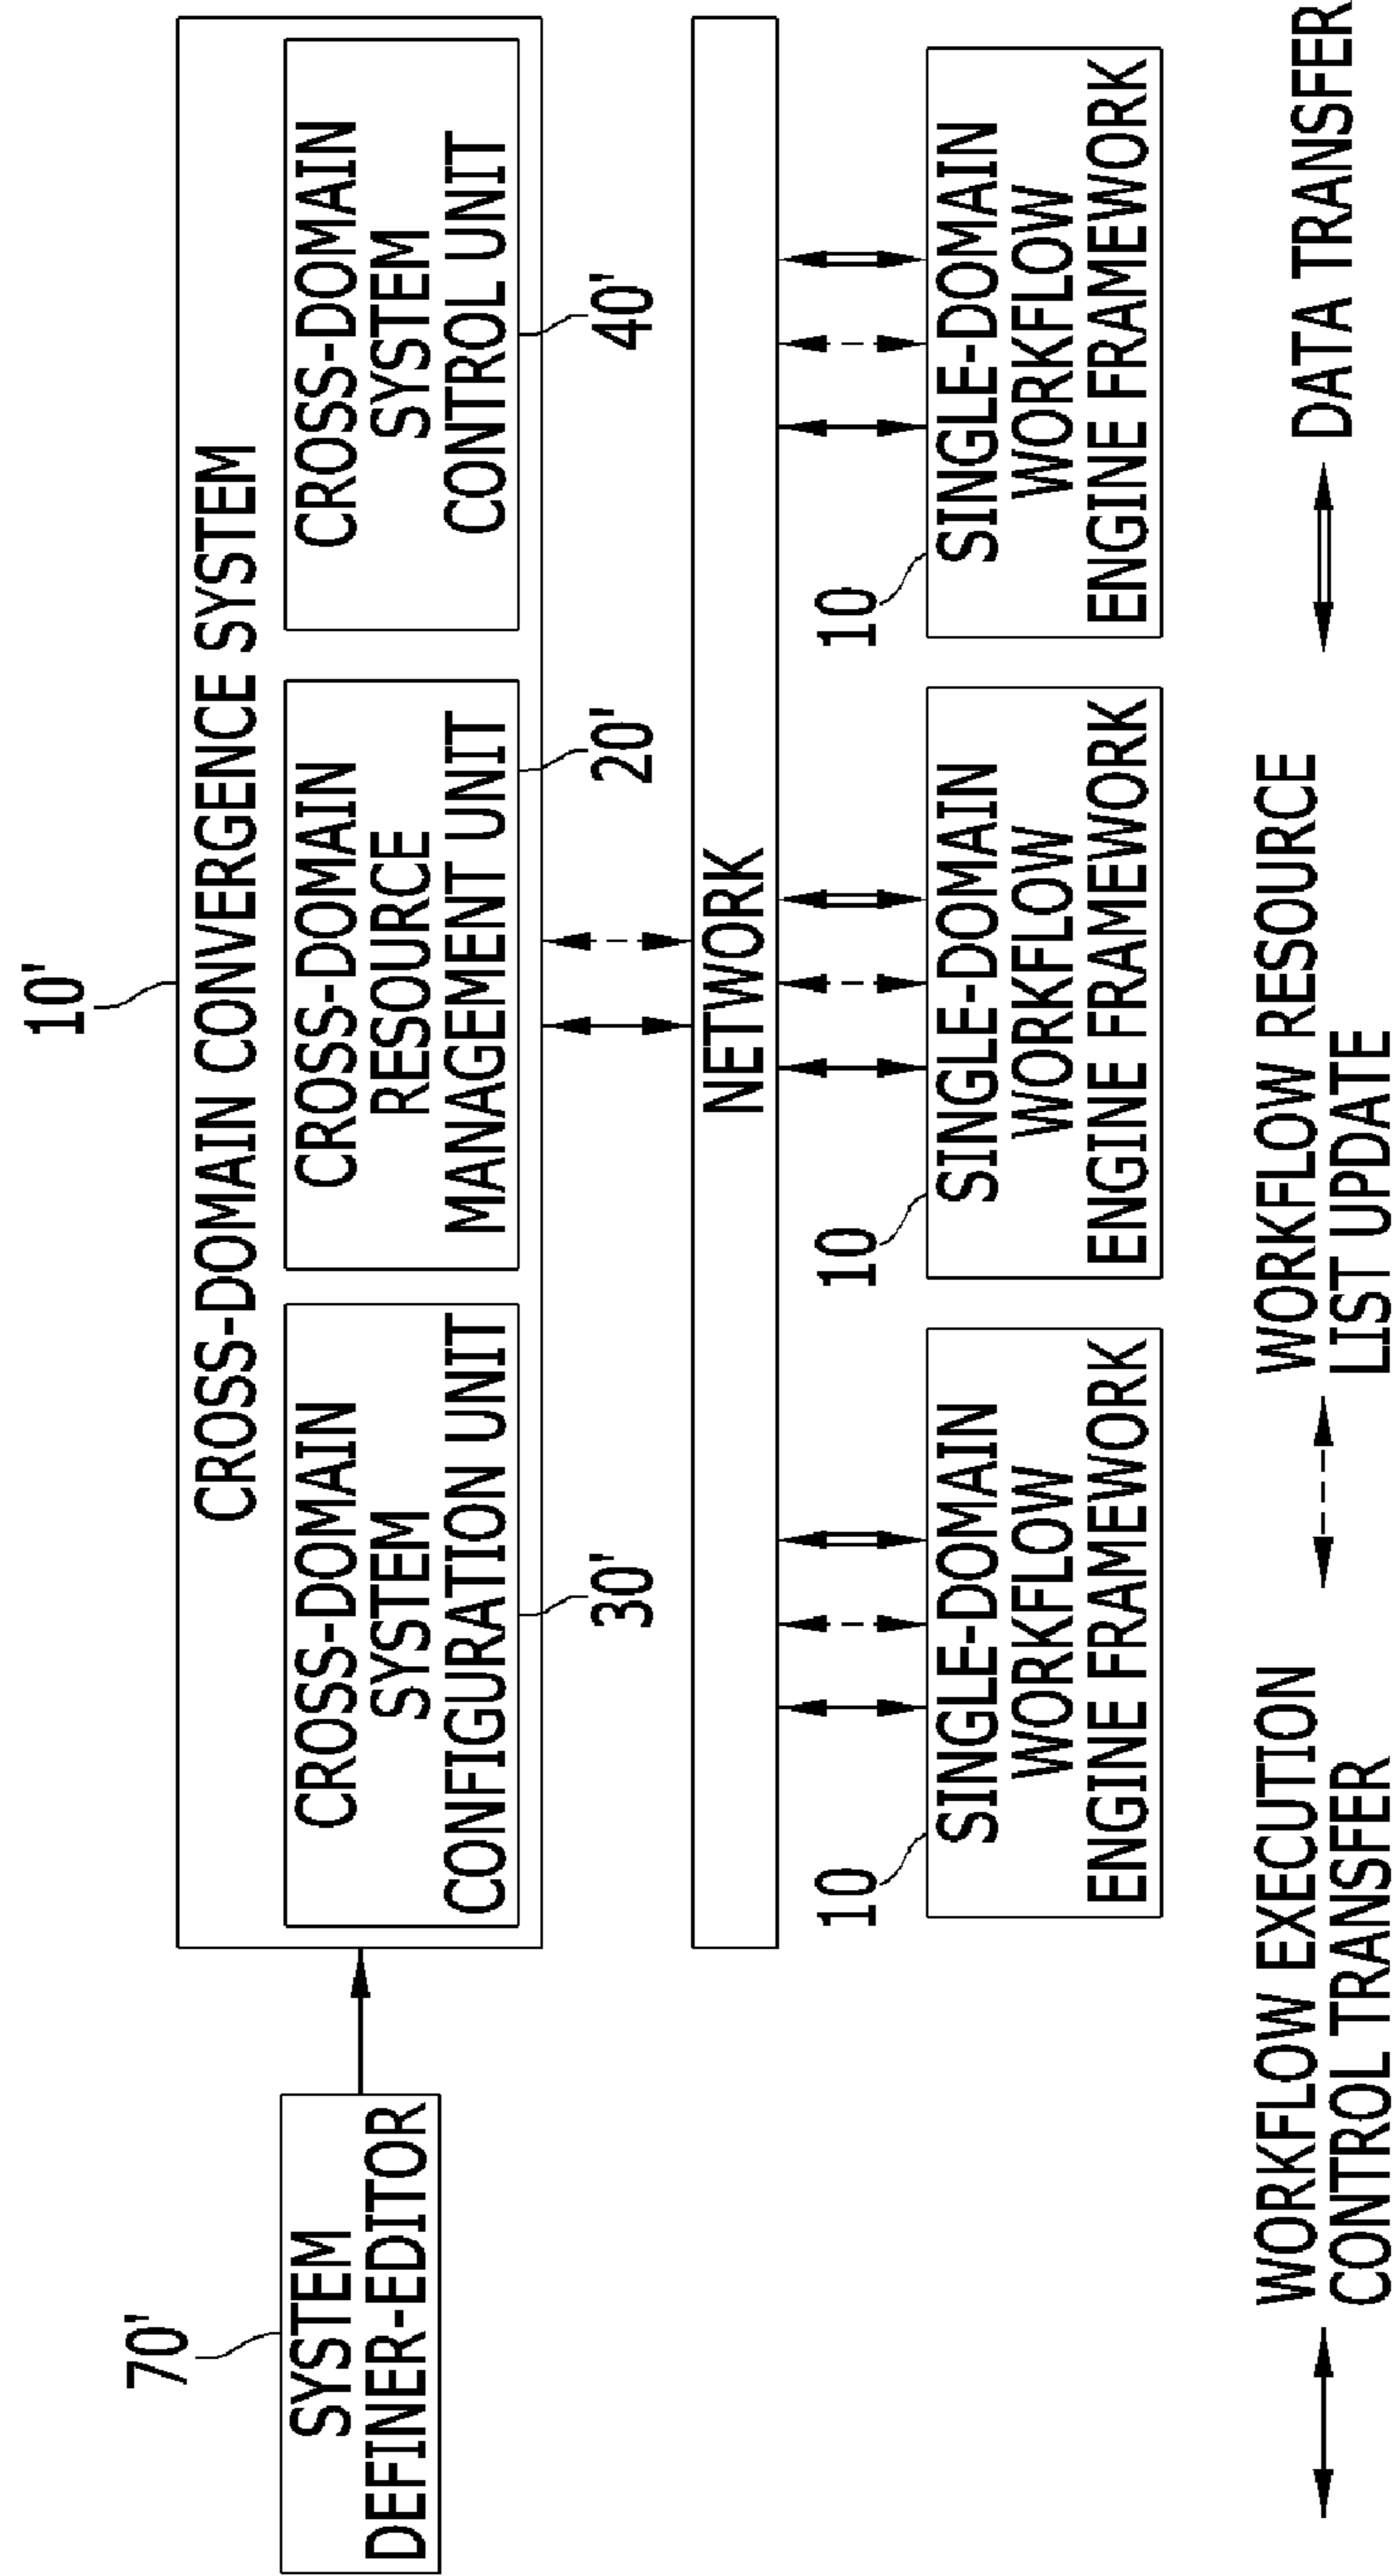 10'
CROSS-DOMAIN CONVERGENCE SYSTEM
70'
SYSTEM
DEFINER-EDITOR
CROSS-DOMAIN
SYSTEM
CONFIGURATION UNIT
CROSS-DOMAIN
RESOURCE
MANAGEMENT UNIT
CROSS-DOMAIN
SYSTEM
CONTROL UNIT
30'
20'
40'
NETWORK
10
SINGLE-DOMAIN
WORKFLOW
ENGINE FRAMEWORK
10
SINGLE-DOMAIN
WORKFLOW
ENGINE FRAMEWORK
10
SINGLE-DOMAIN
WORKFLOW
ENGINE FRAMEWORK
WORKFLOW EXECUTION
CONTROL TRANSFER
WORKFLOW RESOURCE
LIST UPDATE
DATA TRANSFER